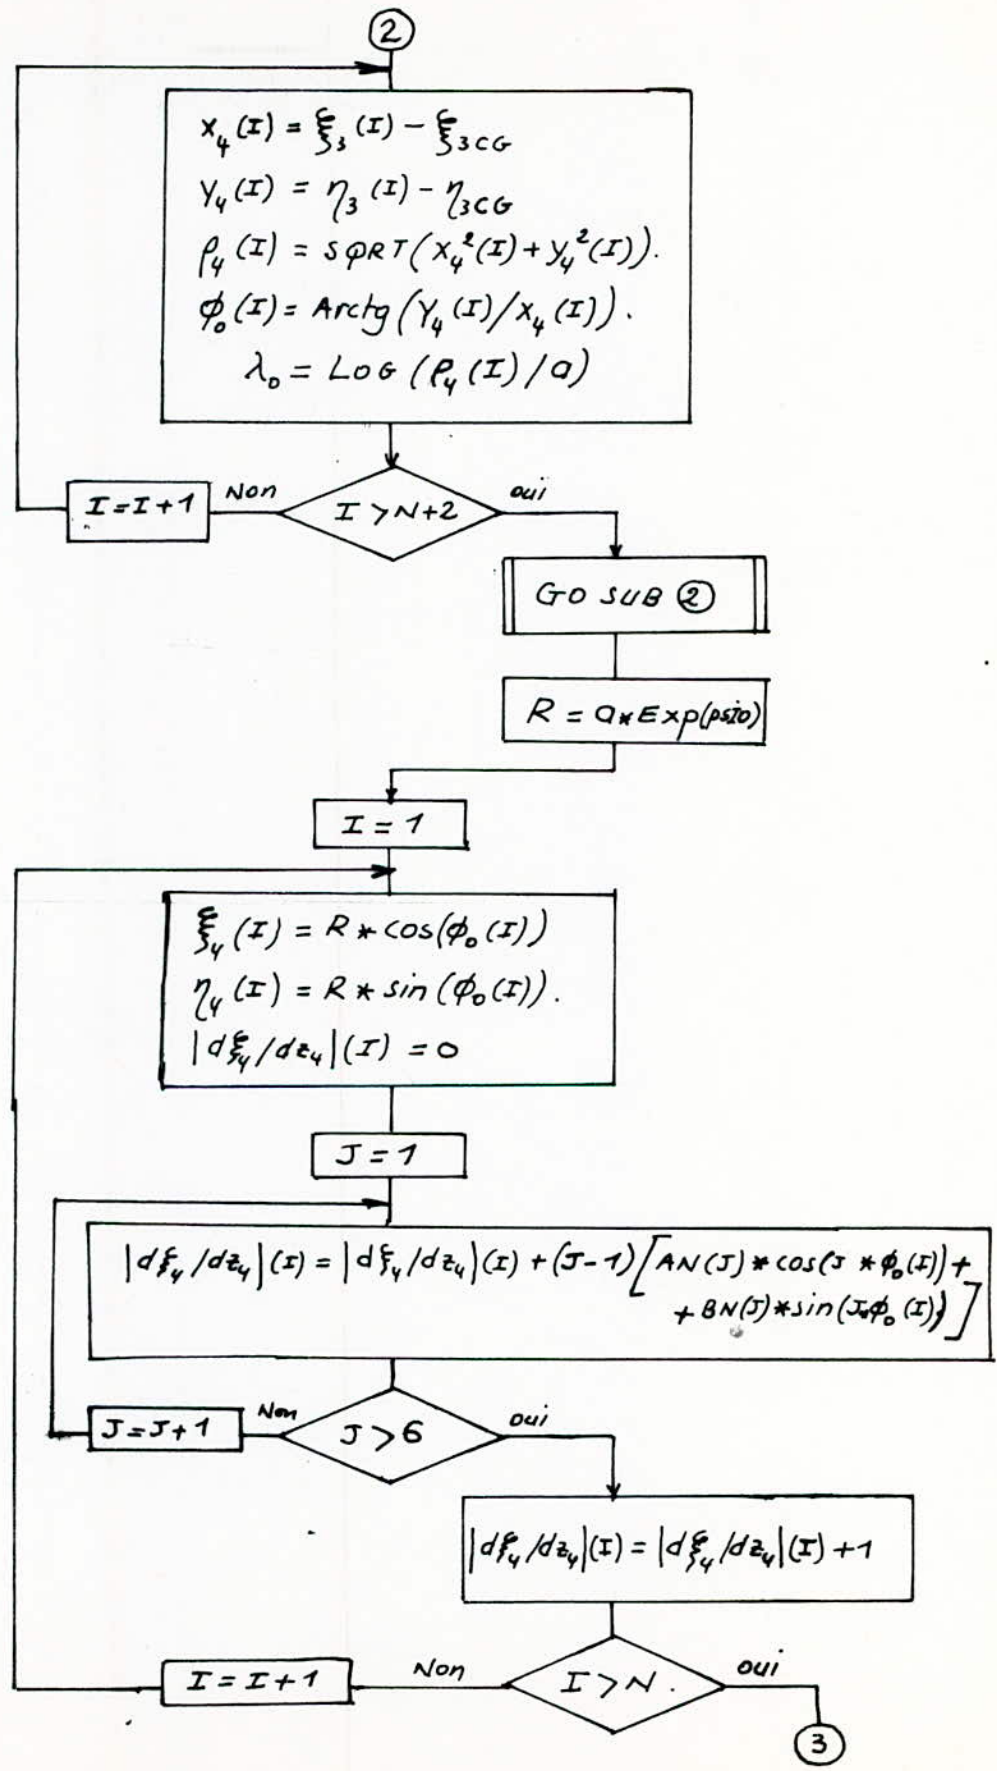 2
x₄(I) = ξ₃(I) - ξ₃CG
Y₄(I) = η₃(I) - η₃CG
ρ₄(I) = SQRT(x₄²(I) + y₄²(I)).
ϕ₀(I) = Arctg(Y₄(I)/x₄(I)).
λ₀ = LOG(ρ₄(I)/a)
I = I + 1
Non
I > N+2
oui
GO SUB ②
R = a*Exp(psio)
I = 1
ξ₄(I) = R * cos(ϕ₀(I))
η₄(I) = R * sin(ϕ₀(I)).
|dξ₄/dz₄|(I) = 0
J = 1
|dξ₄/dz₄|(I) = |dξ₄/dz₄|(I) + (J-1)[AN(J) * cos(J * ϕ₀(I)) +
+ BN(J)*sin(J*ϕ₀(I))]
J = J + 1
Non
J > 6
oui
|dξ₄/dz₄|(I) = |dξ₄/dz₄|(I) + 1
I = I + 1
Non
I > N.
oui
3